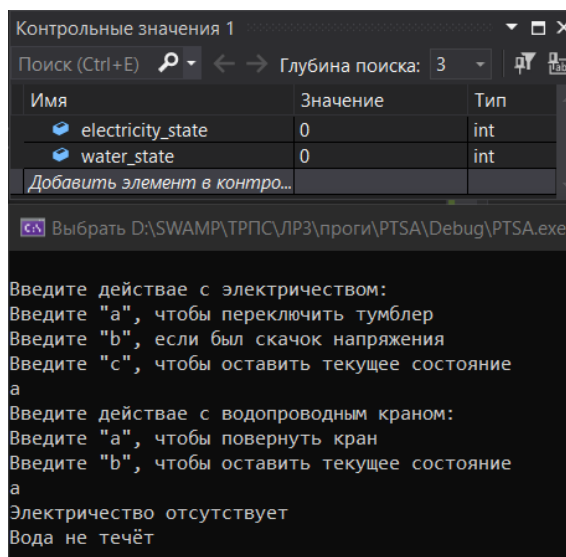 Контрольные значения 1
Поиск (Ctrl+E) Глубина поиска: 3
Имя Значение Тип
electricity_state 0 int
water_state 0 int
Добавить элемент в контро...
Выбрать D:\SWAMP\ТРПС\ЛР3\проги\PTSA\Debug\PTSA.exe
Введите действае с электричеством:
Введите "a", чтобы переключить тумблер
Введите "b", если был скачок напряжения
Введите "c", чтобы оставить текущее состояние
a
Введите действае с водопроводным краном:
Введите "a", чтобы повернуть кран
Введите "b", чтобы оставить текущее состояние
a
Электричество отсутствует
Вода не течёт